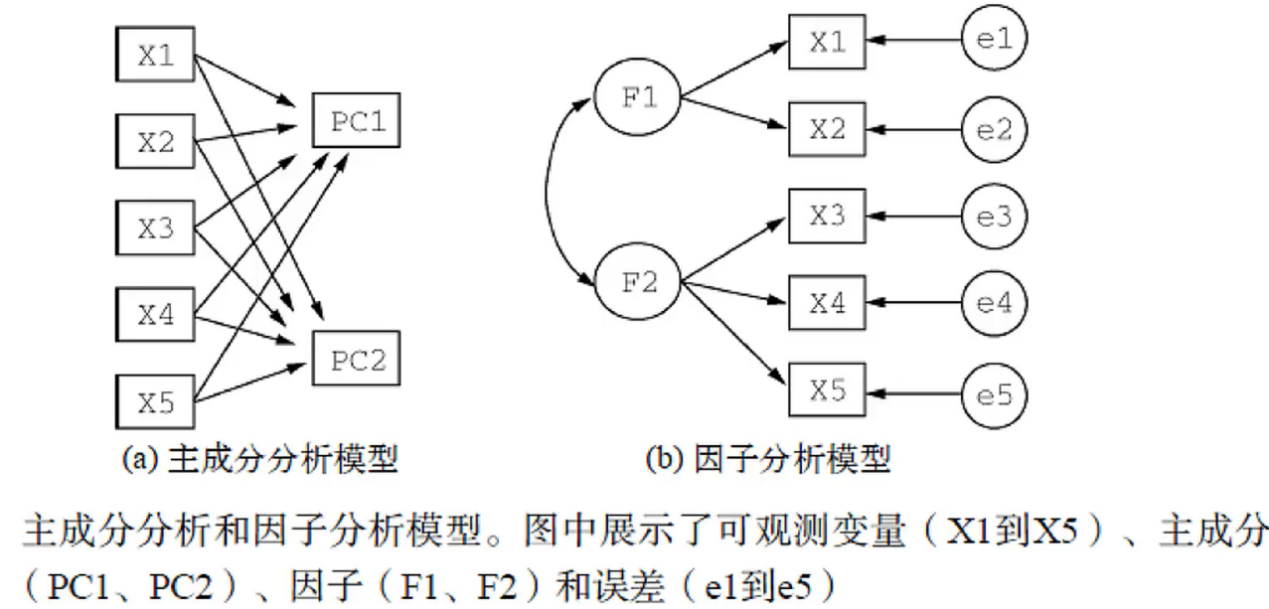 X1
X2
X3
X4
X5
PC1
PC2
(a) 主成分分析模型
F1
F2
X1
X2
X3
X4
X5
e1
e2
e3
e4
e5
(b) 因子分析模型
主成分分析和因子分析模型。图中展示了可观测变量（X1到X5）、主成分
（PC1、PC2）、因子（F1、F2）和误差（e1到e5）